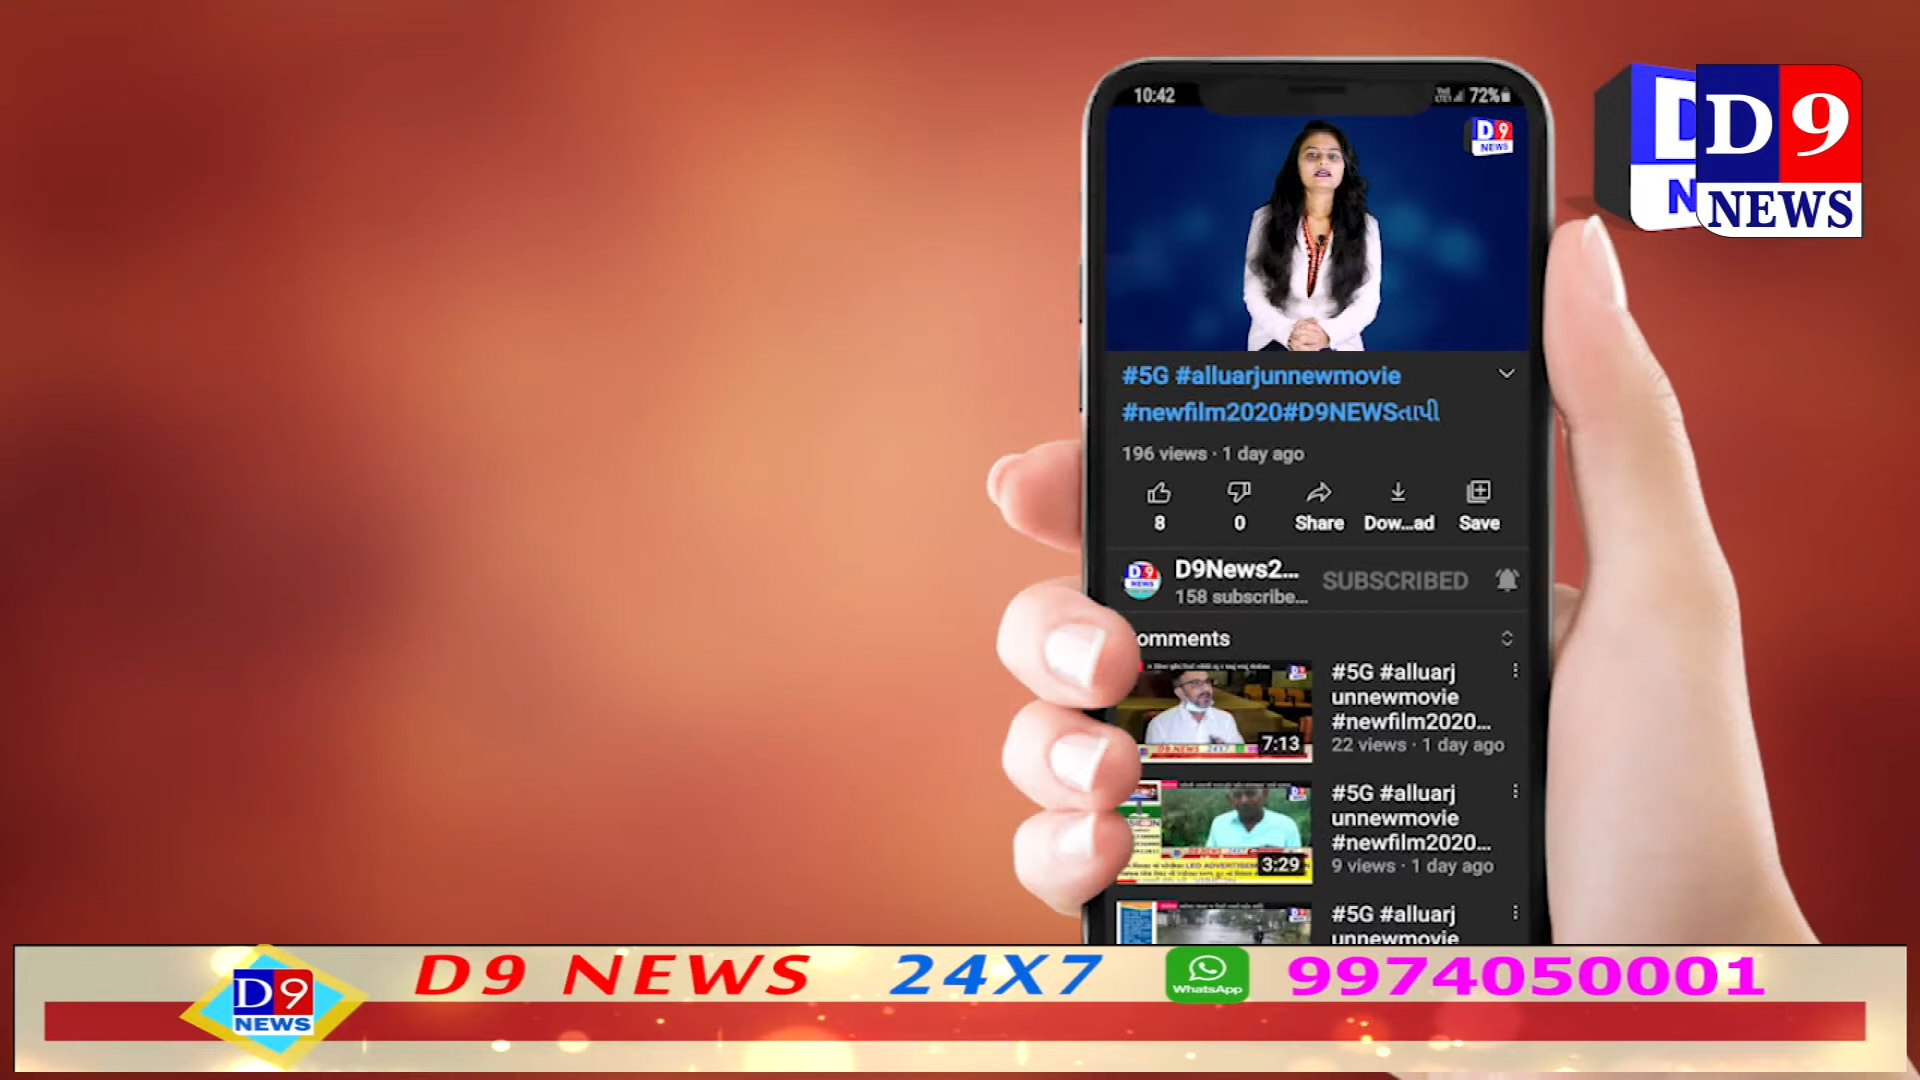 10:42
72%
D9
NEWS
D
N
D9
NEWS
#5G #alluarjunnewmovie
#newfilm2020#D9NEWSતાપી
196 views · 1 day ago
8
0
Share
Dow...ad
Save
D9News2...
SUBSCRIBED
158 subscribe...
omments
7:13
#5G #alluarj
unnewmovie
#newfilm2020...
22 views · 1 day ago
3:29
#5G #alluarj
unnewmovie
#newfilm2020...
9 views · 1 day ago
#5G #alluarj
unnewmovie
D9
NEWS
D9 NEWS 24X7
WhatsApp
9974050001